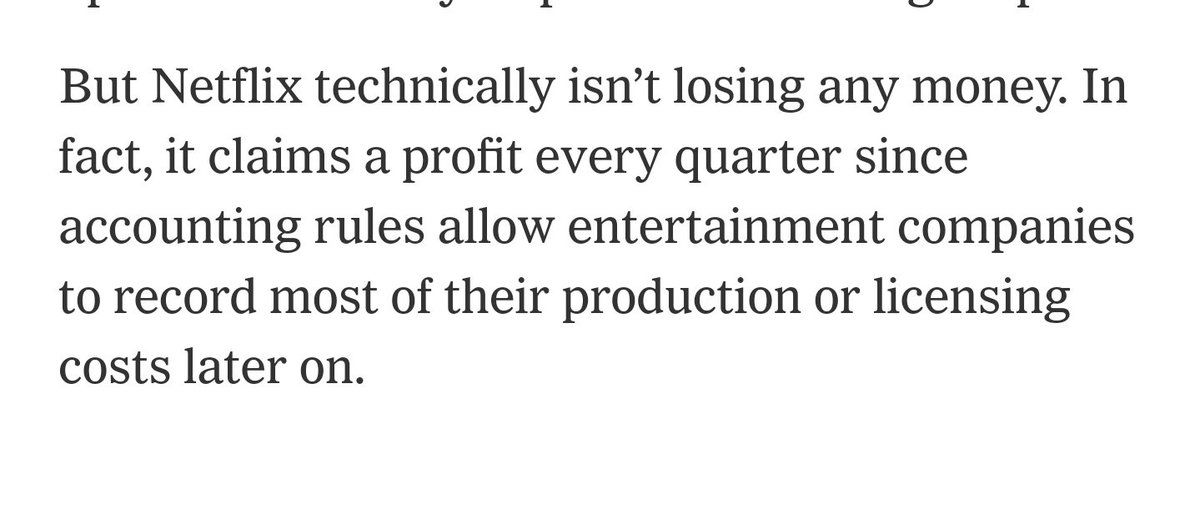 But Netflix technically isn’t losing any money. In
fact, it claims a profit every quarter since
accounting rules allow entertainment companies
to record most of their production or licensing
costs later on.